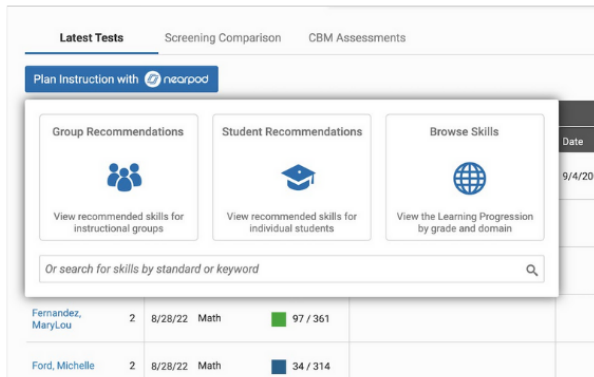 Latest Tests Screening Comparison CBM Assessments
Plan Instruction with nearpod
Group Recommendations
View recommended skills for
instructional groups
Student Recommendations
View recommended skills for
individual students
Browse Skills
View the Learning Progression
by grade and domain
Date
9/4/20
Or search for skills by standard or keyword
Fernandez,
MaryLou 2 8/28/22 Math 97 / 361
Ford, Michelle 2 8/28/22 Math 34 / 314